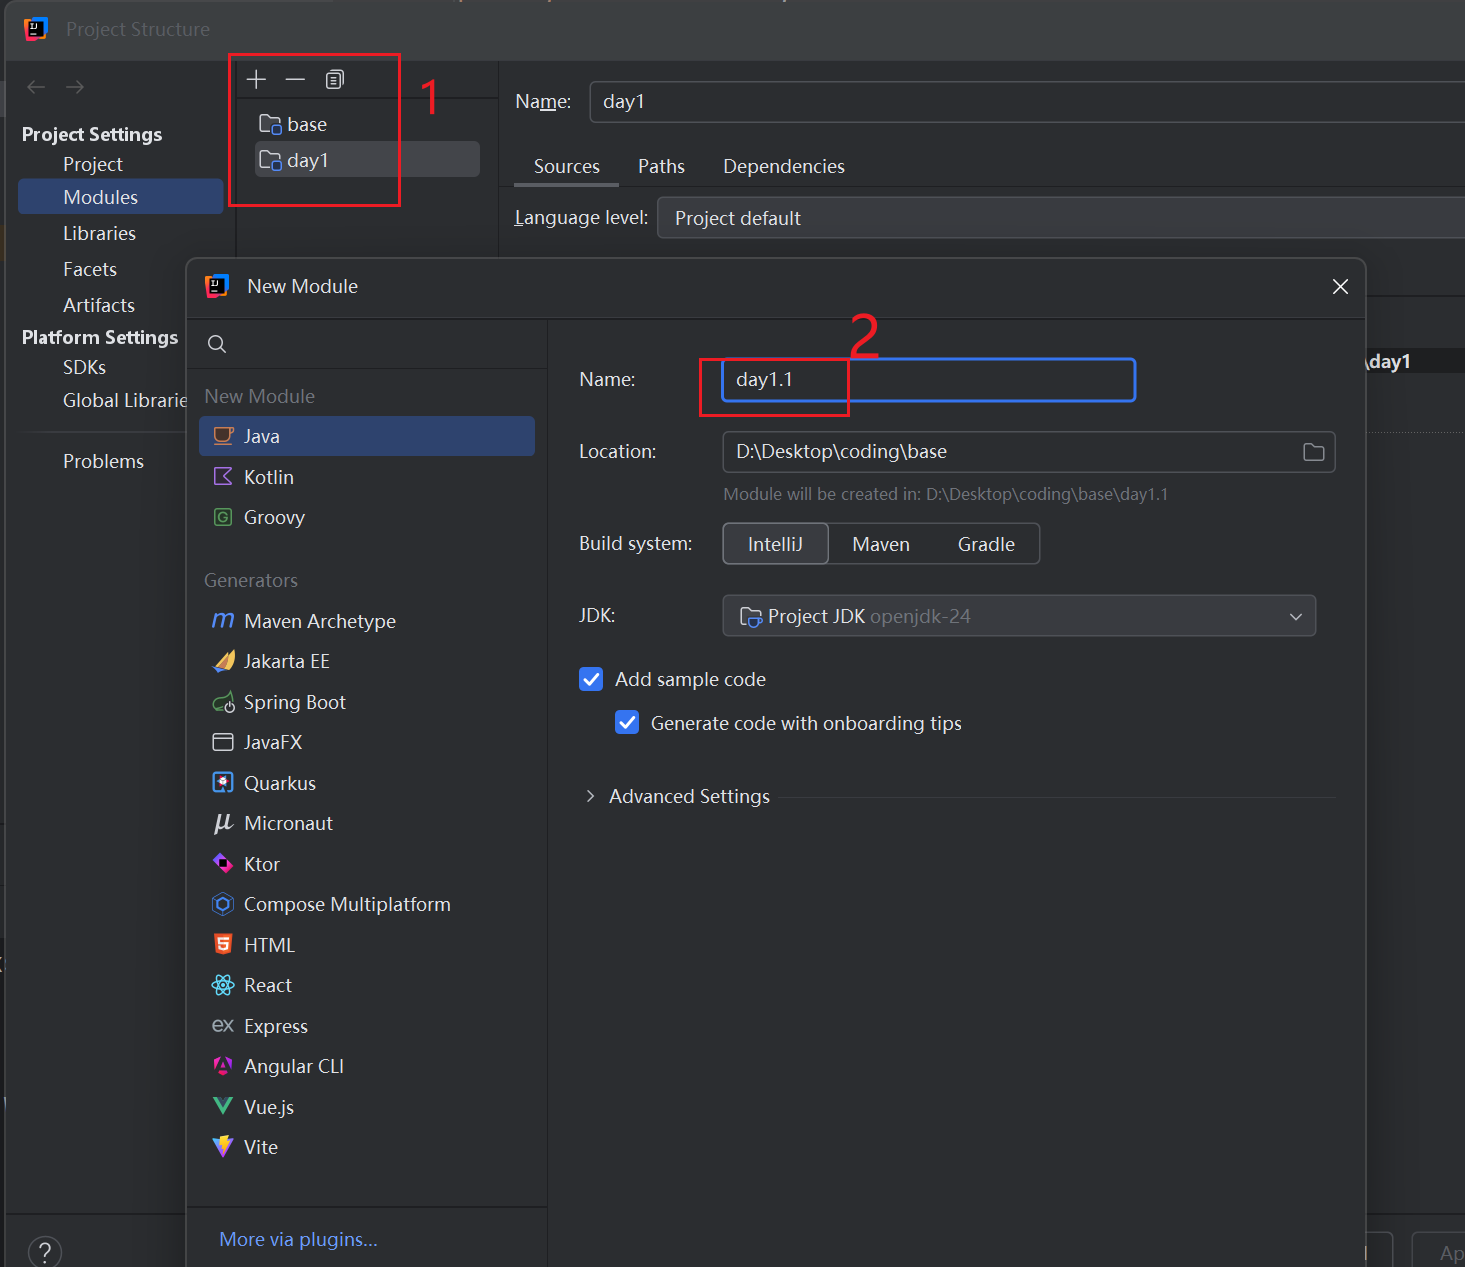 Project Structure
1
base
day1
Name: day1
Project Settings
Project
Modules
Libraries
Facets
Artifacts
Platform Settings
SDKs
Global Librarie
Problems
Sources Paths Dependencies
Language level: Project default
\day1
New Module
2
New Module
Java
Kotlin
Groovy
Generators
Maven Archetype
Jakarta EE
Spring Boot
JavaFX
Quarkus
Micronaut
Ktor
Compose Multiplatform
HTML
React
Express
Angular CLI
Vue.js
Vite
More via plugins...
Name: day1.1
Location: D:\Desktop\coding\base
Module will be created in: D:\Desktop\coding\base\day1.1
Build system: IntelliJ Maven Gradle
JDK: Project JDK openjdk-24
Add sample code
Generate code with onboarding tips
Advanced Settings
?
Ap